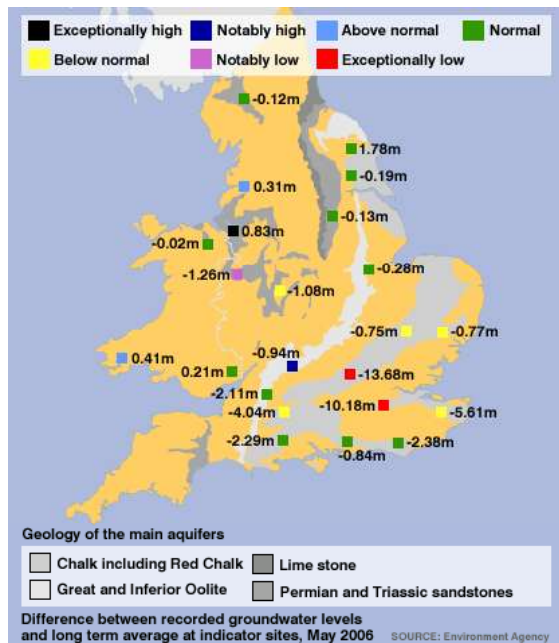 Exceptionally high Notably high Above normal Normal
Below normal Notably low Exceptionally low
-0.12m
1.78m
-0.19m
0.31m
-0.13m
0.83m
-0.02m
-0.28m
-1.26m
-1.08m
-0.75m -0.77m
-0.94m
0.41m
0.21m
-13.68m
-2.11m
-10.18m
-4.04m -5.61m
-2.29m -2.38m
-0.84m
Geology of the main aquifers
Chalk including Red Chalk Lime stone
Great and Inferior Oolite Permian and Triassic sandstones
Difference between recorded groundwater levels
and long term average at indicator sites, May 2006 SOURCE: Environment Agency